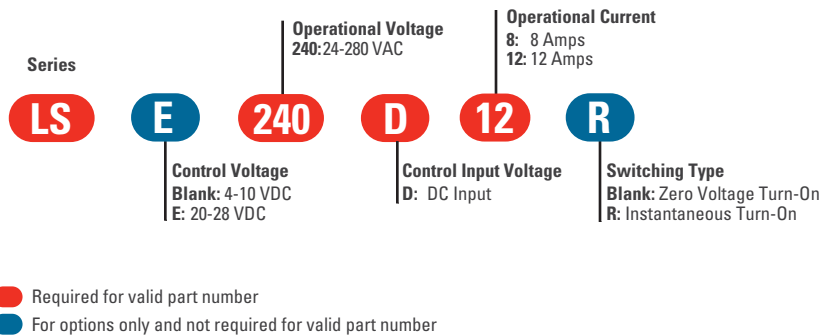 Operational Voltage
240:24-280 VAC
Operational Current
8: 8 Amps
12: 12 Amps
Series
LS E 240 D 12 R
Control Voltage
Blank: 4-10 VDC
E: 20-28 VDC
Control Input Voltage
D: DC Input
Switching Type
Blank: Zero Voltage Turn-On
R: Instantaneous Turn-On
Required for valid part number
For options only and not required for valid part number